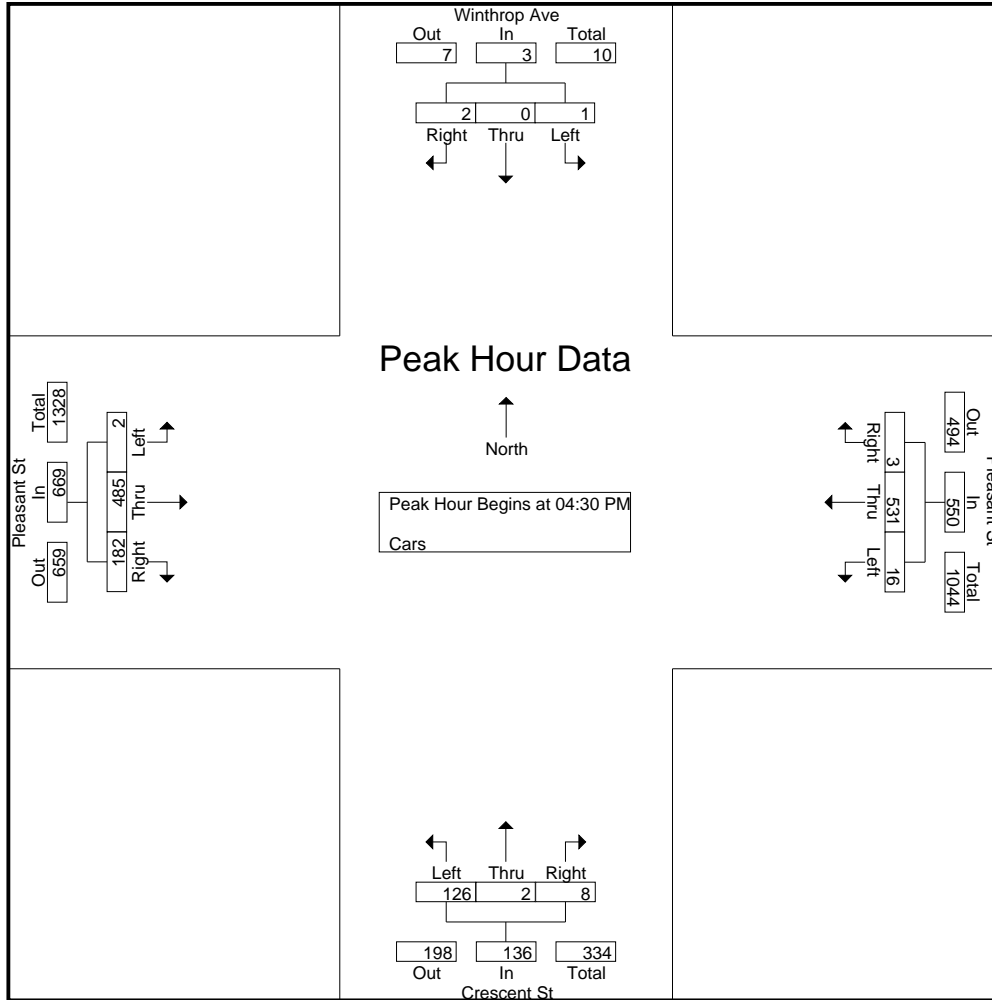 Winthrop Ave
Out In Total
7 3 10
2 0 1
Right Thru Left
Peak Hour Data
North
Peak Hour Begins at 04:30 PM
Cars
Pleasant St
Total In Out
1328 669 659
2 485 182
Left Thru Right
Right Thru Left
3 531 16
494 550 1044
Out In Total
Pleasant St
Left Thru Right
126 2 8
198 136 334
Out In Total
Crescent St